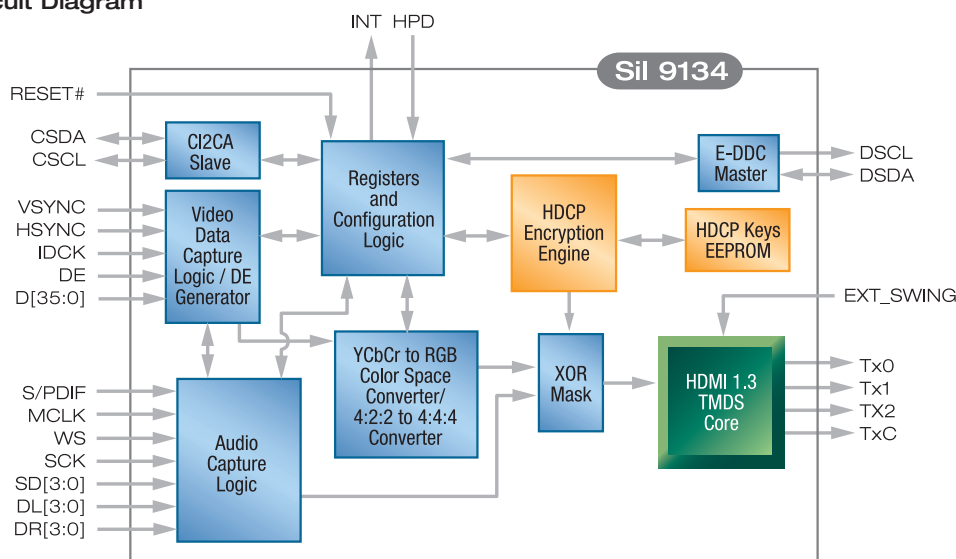 cuit Diagram
INT HPD
Sil 9134
RESET#
CSDA
CSCL
CI2CA
Slave
Registers
and
Configuration
Logic
E-DDC
Master
DSCL
DSDA
VSYNC
HSYNC
IDCK
DE
D[35:0]
Video
Data
Capture
Logic / DE
Generator
HDCP
Encryption
Engine
HDCP Keys
EEPROM
EXT_SWING
YCbCr to RGB
Color Space
Converter/
4:2:2 to 4:4:4
Converter
XOR
Mask
HDMI 1.3
TMDS
Core
Tx0
Tx1
TX2
TxC
S/PDIF
MCLK
WS
SCK
SD[3:0]
DL[3:0]
DR[3:0]
Audio
Capture
Logic